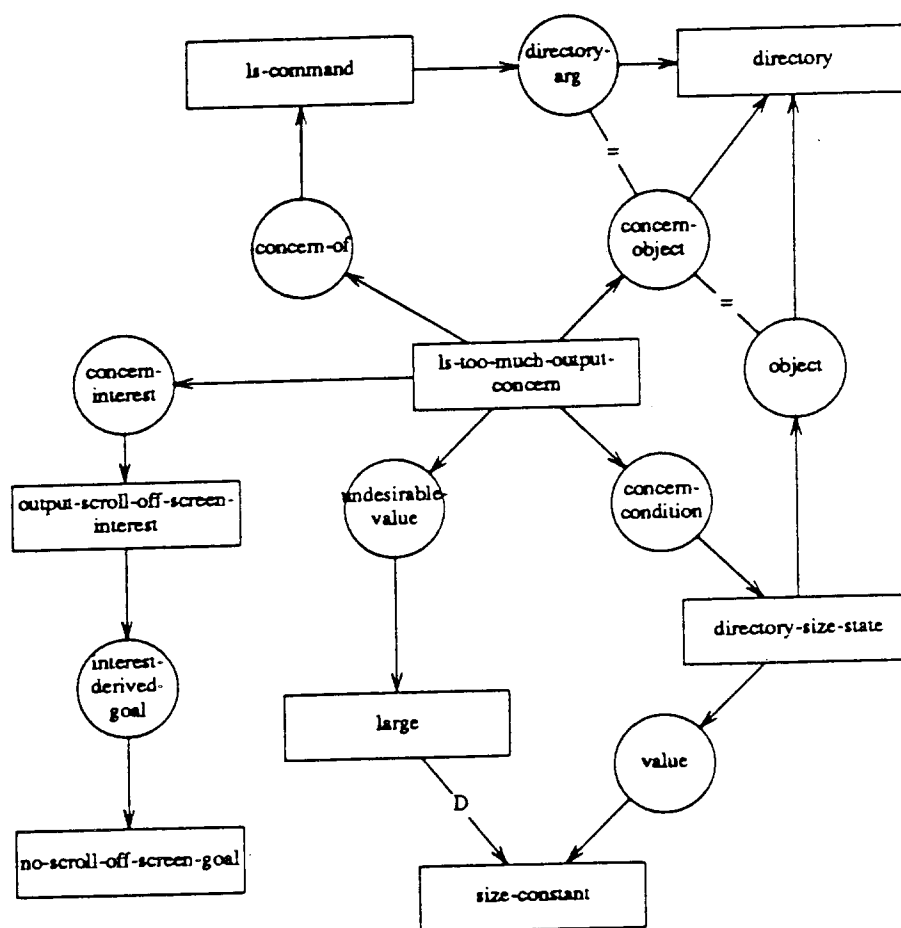 ls-command
directory-
arg
directory
=
concern-of
concern-
object
=
ls-too-much-output-
concern
object
concern-
interest
undesirable-
value
concern-
condition
output-scroll-off-screen-
interest
directory-size-state
interest-
derived-
goal
large
value
D
no-scroll-off-screen-goal
size-constant